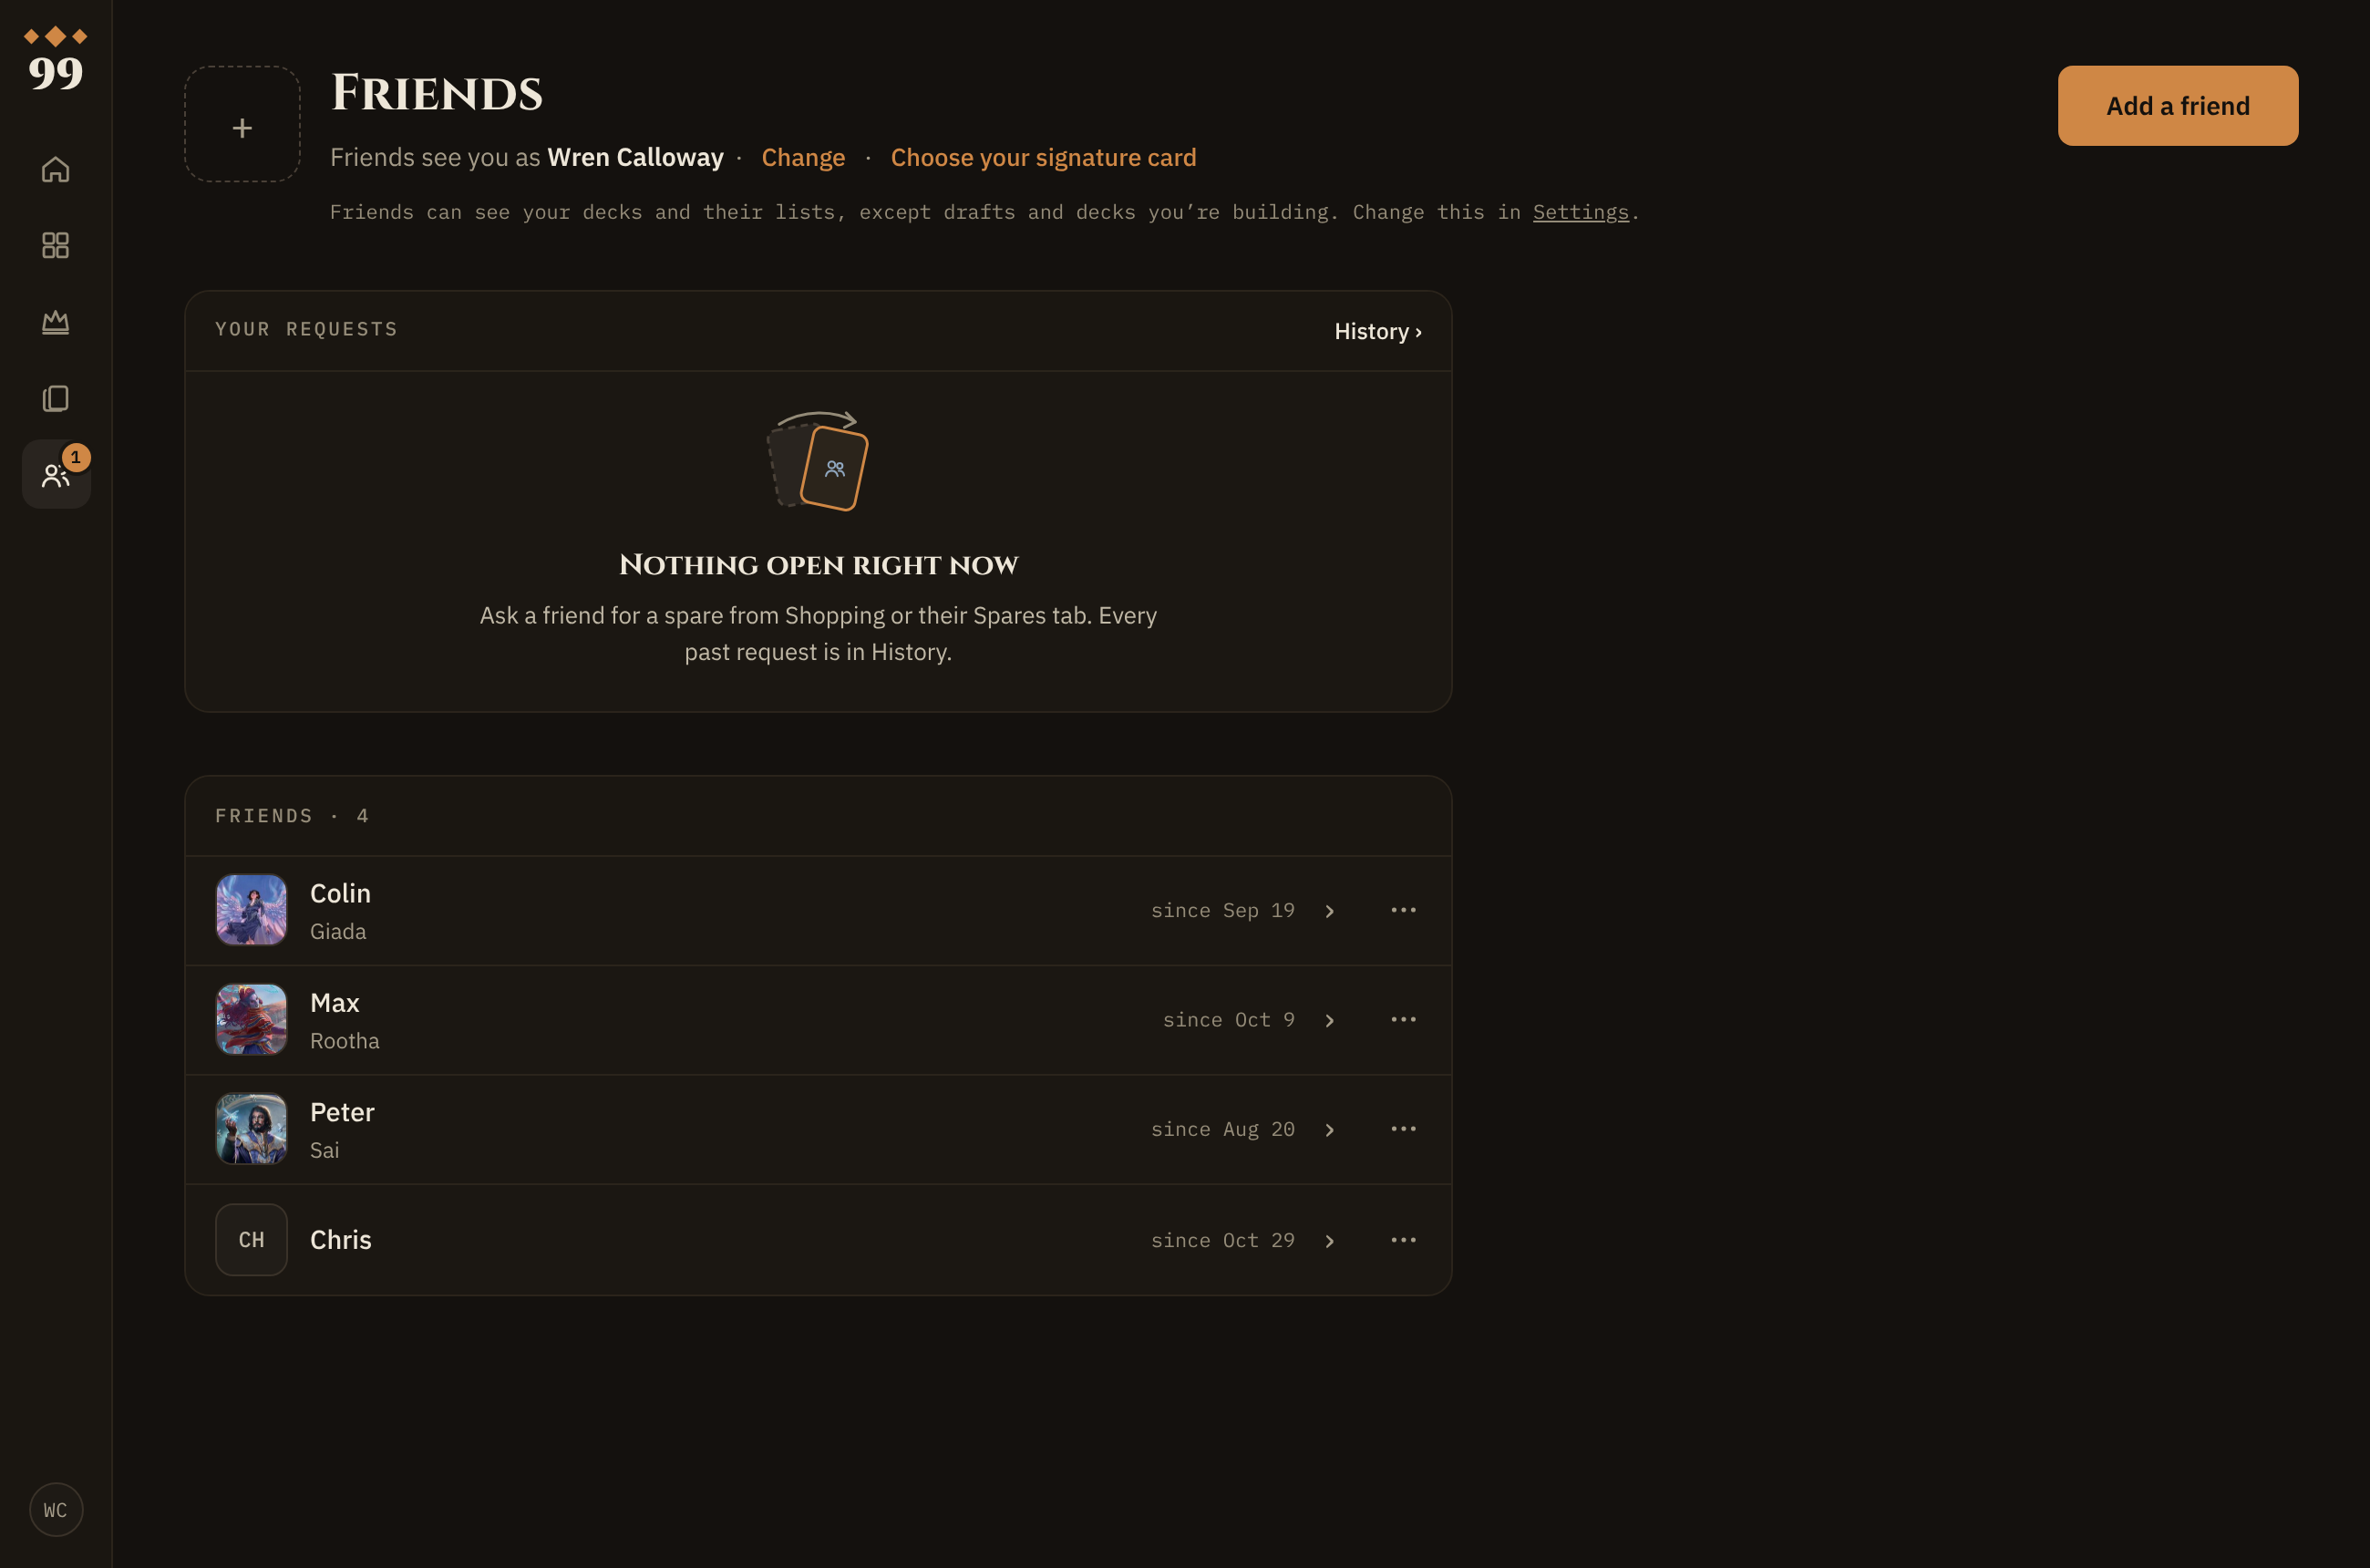 99
1
WC
+
Friends
Add a friend
Friends see you as Wren Calloway · Change · Choose your signature card
Friends can see your decks and their lists, except drafts and decks you’re building. Change this in Settings.
YOUR REQUESTS
History ›
Nothing open right now
Ask a friend for a spare from Shopping or their Spares tab. Every
past request is in History.
FRIENDS · 4
Colin
Giada
since Sep 19
Max
Rootha
since Oct 9
Peter
Sai
since Aug 20
CH
Chris
since Oct 29